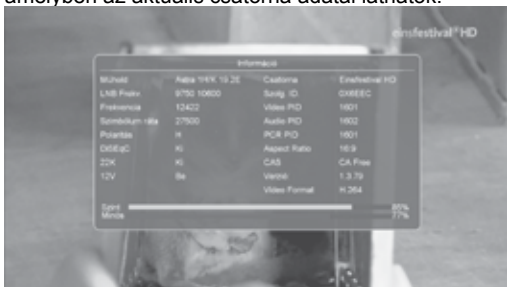 amelyben az aktuális csatorna adatai láthatók.
einsfestival HD
Információ
Műhold Astra 1H/K 19.2E Csatorna Einsfestival HD
LNB Frekv. 9750 10600 Szolg. ID. 0X6EEC
Frekvencia 12422 Video PID 1601
Szimbólum ráta 27500 Audio PID 1602
Polaritás H PCR PID 1601
DiSEqC Ki Aspect Ratio 16:9
22K Ki CAS CA Free
12V Be Verzió 1.3.79
Video Format H.264
Szint 85%
Minős 77%